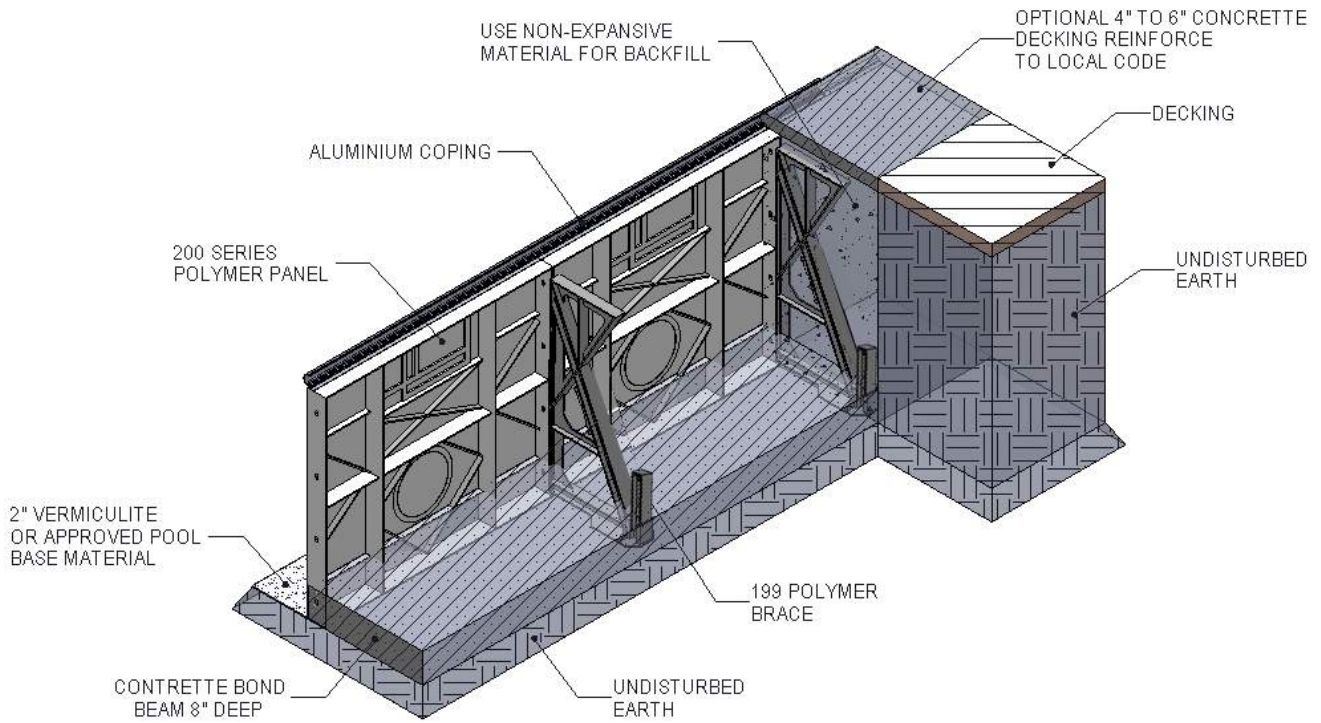 OPTIONAL 4" TO 6" CONCRETTE
DECKING REINFORCE
TO LOCAL CODE
USE NON-EXPANSIVE
MATERIAL FOR BACKFILL
DECKING
ALUMINIUM COPING
200 SERIES
POLYMER PANEL
UNDISTURBED
EARTH
2" VERMICULITE
OR APPROVED POOL
BASE MATERIAL
199 POLYMER
BRACE
CONTRETTE BOND
BEAM 8" DEEP
UNDISTURBED
EARTH